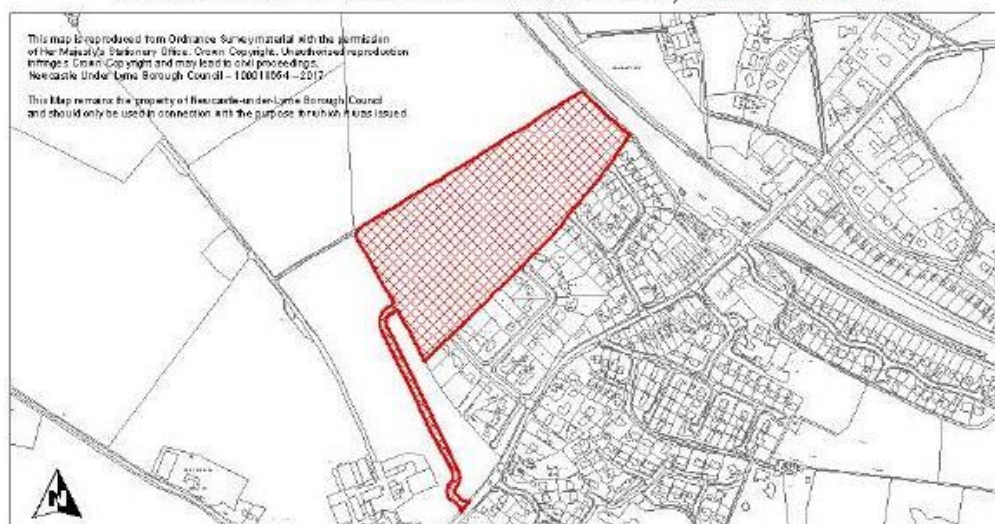 This map is reproduced from Ordnance Survey material with the permission
of Her Majesty's Stationery Office. Crown Copyright. Unauthorised reproduction
infringes Crown Copyright and may lead to civil proceedings.
Newcastle Under Lyme Borough Council – – 2017
This Map remains the property of Newcastle-under-Lyme Borough Council
and should only be used in connection with the purpose for which it was issued.
N